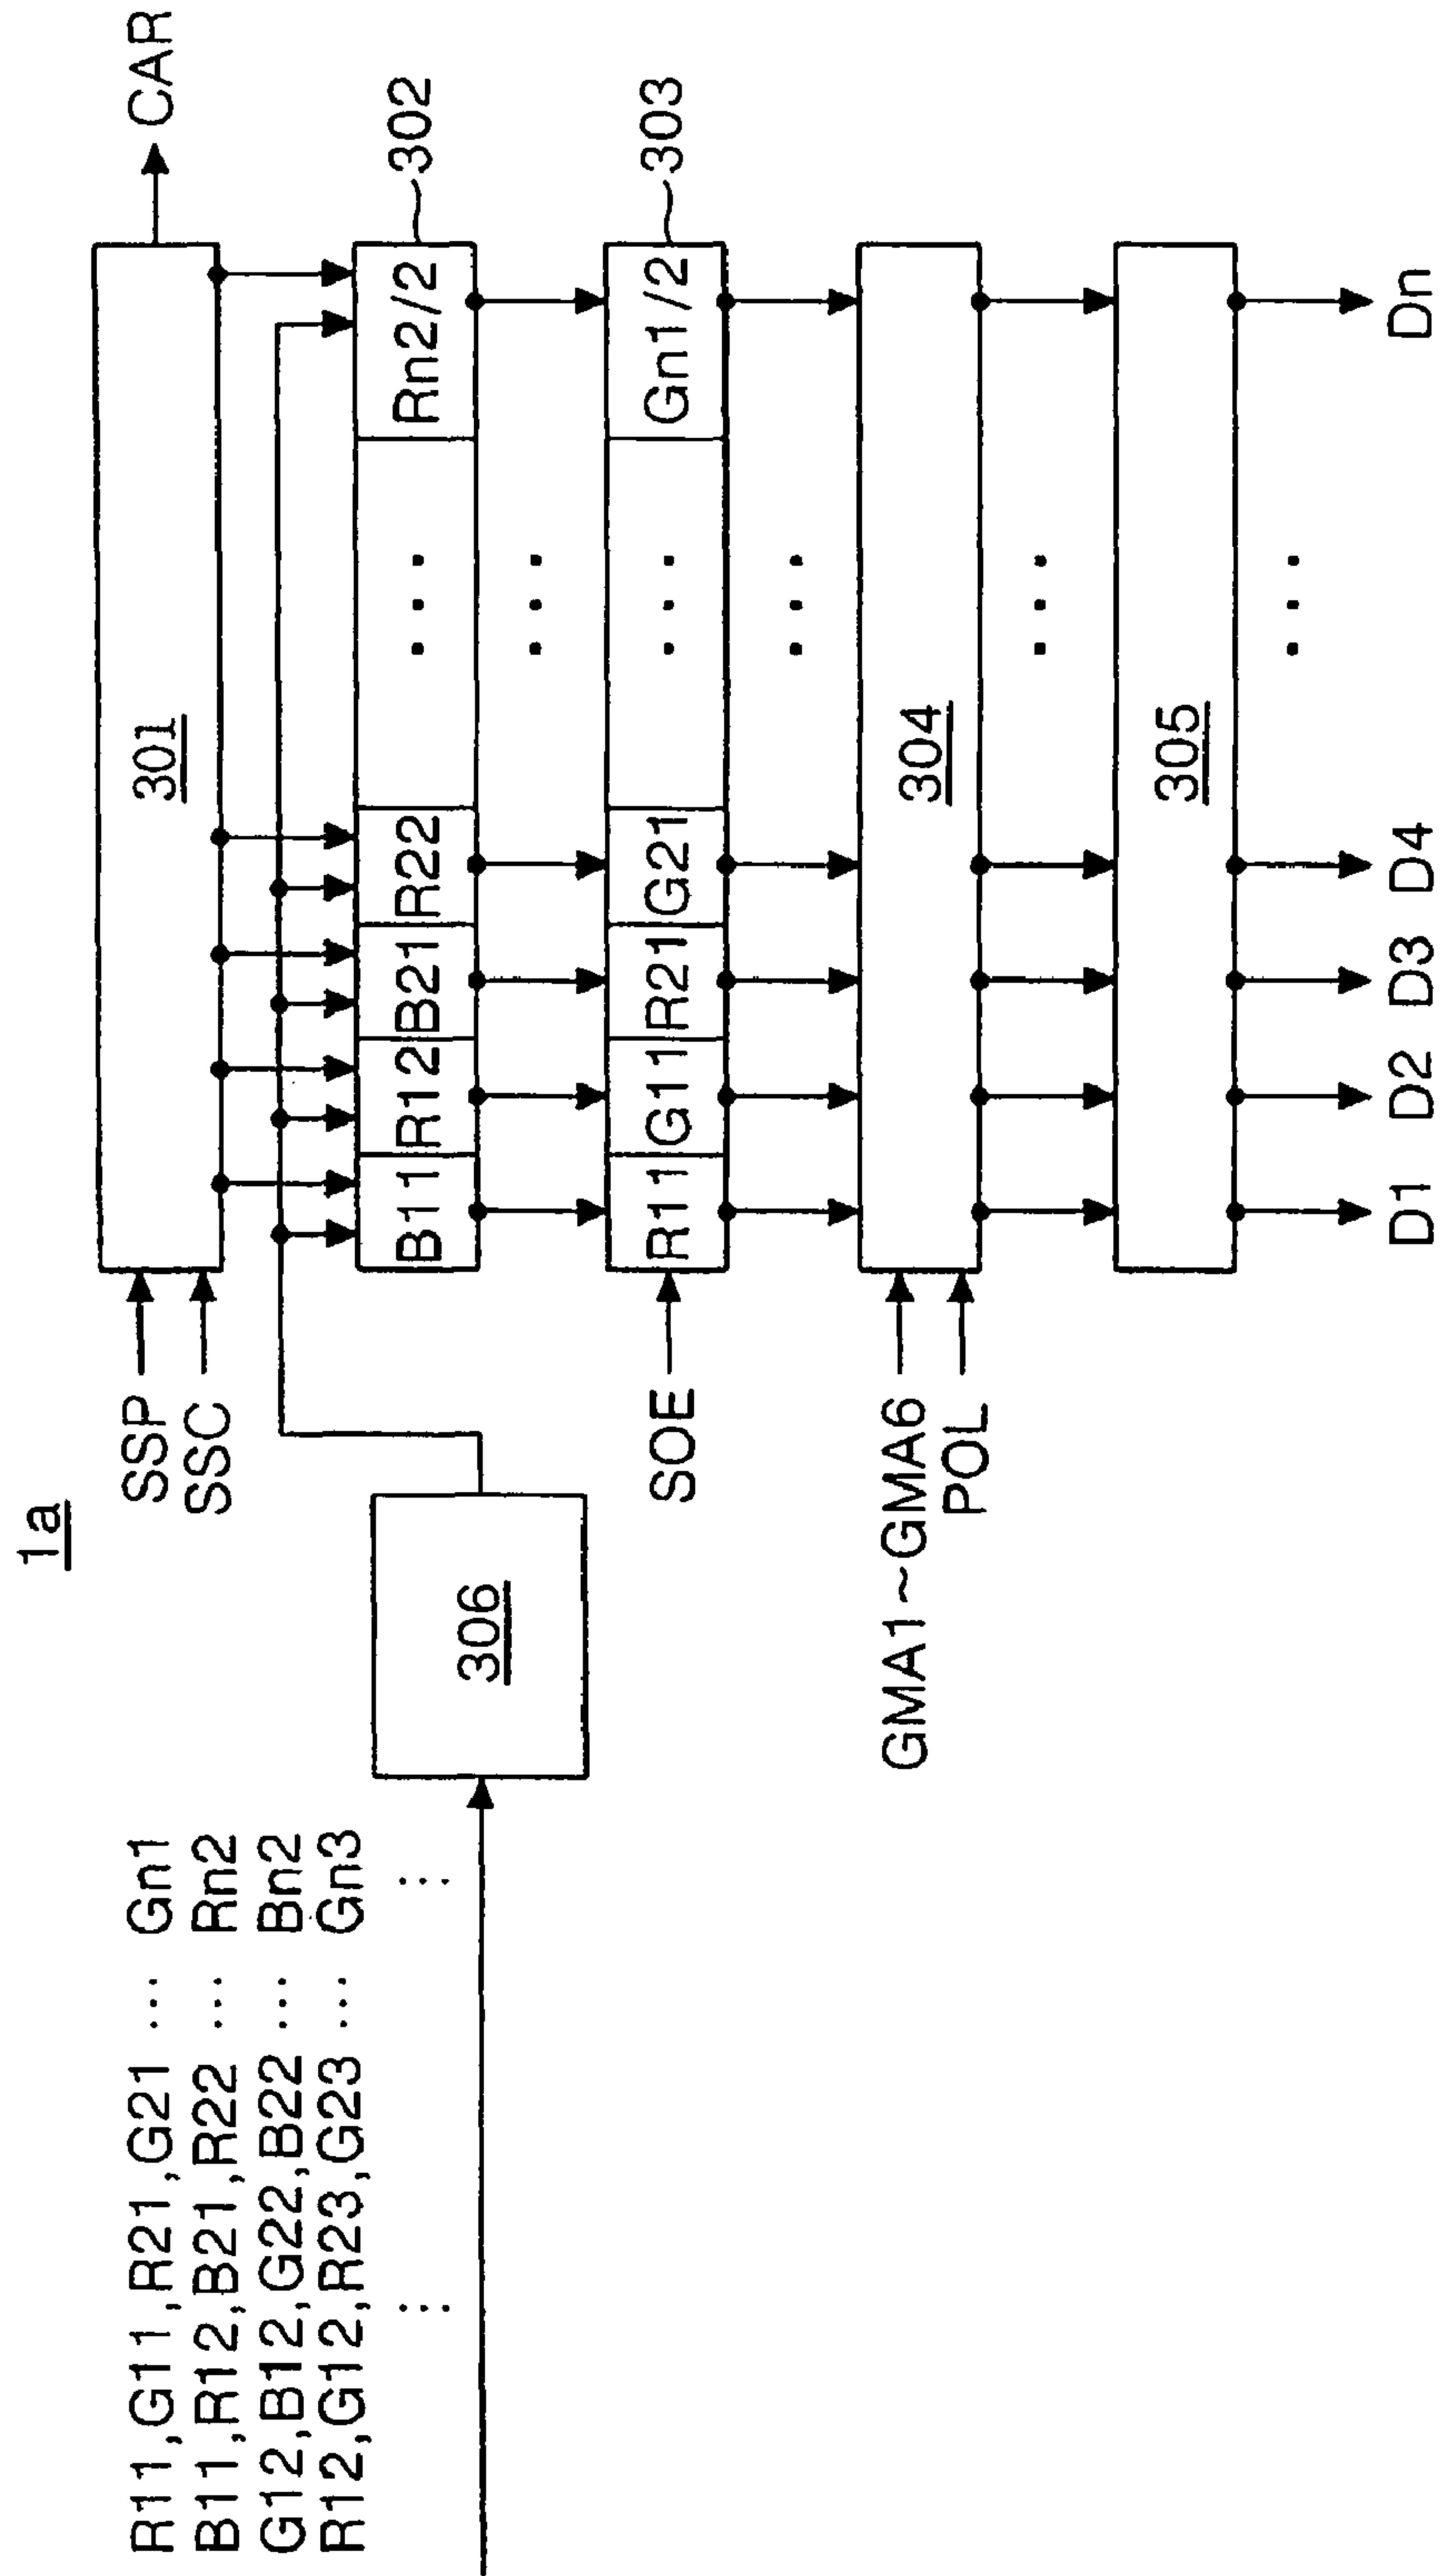 1a
R11,G11,R21,G21 ... Gn1
B11,R12,B21,R22 ... Rn2
G12,B12,G22,B22 ... Bn2
R12,G12,R23,G23 ... Gn3
⋮ ⋮
306
SSP
SSC
301
CAR
B11 R12 B21 R22 ... Rn2/2
302
SOE
R11 G11 R21 G21 ... Gn1/2
303
GMA1~GMA6
POL
304
305
D1 D2 D3 D4 ... Dn